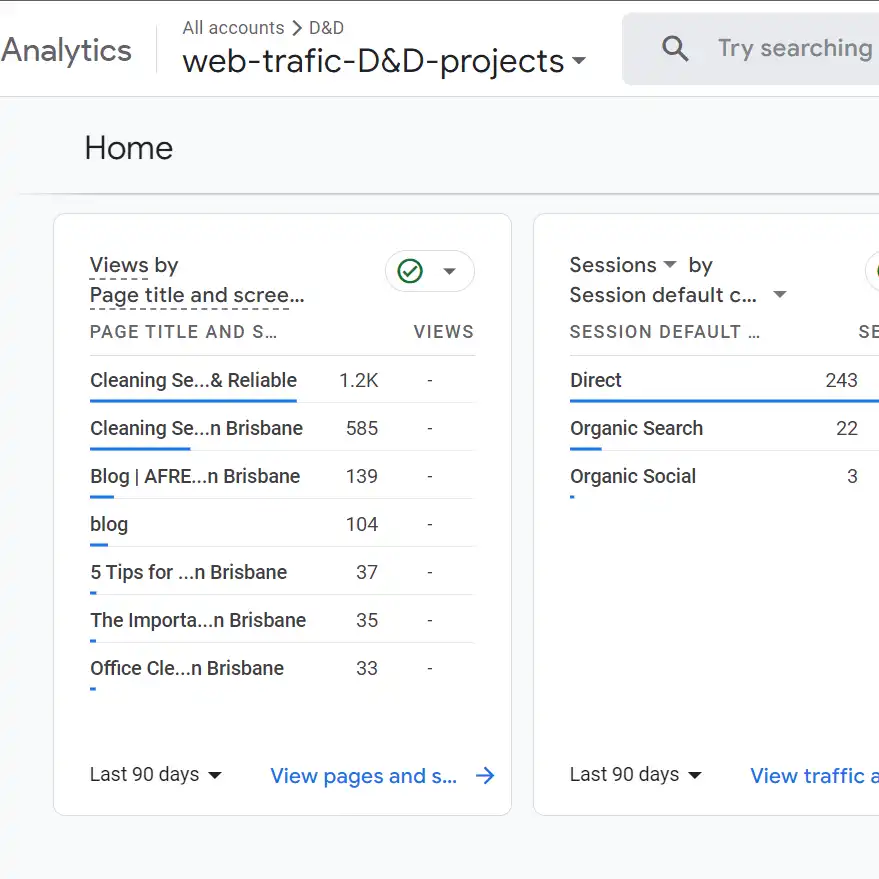 Analytics
All accounts > D&D
web-trafic-D&D-projects
Try searching
Home
Views by
Page title and scree...
PAGE TITLE AND S... VIEWS
Cleaning Se...& Reliable 1.2K -
Cleaning Se...n Brisbane 585 -
Blog | AFRE...n Brisbane 139 -
blog 104 -
5 Tips for ...n Brisbane 37 -
The Importa...n Brisbane 35 -
Office Cle...n Brisbane 33 -
Last 90 days View pages and s...
Sessions by
Session default c...
SESSION DEFAULT ... SE
Direct 243
Organic Search 22
Organic Social 3
Last 90 days View traffic a